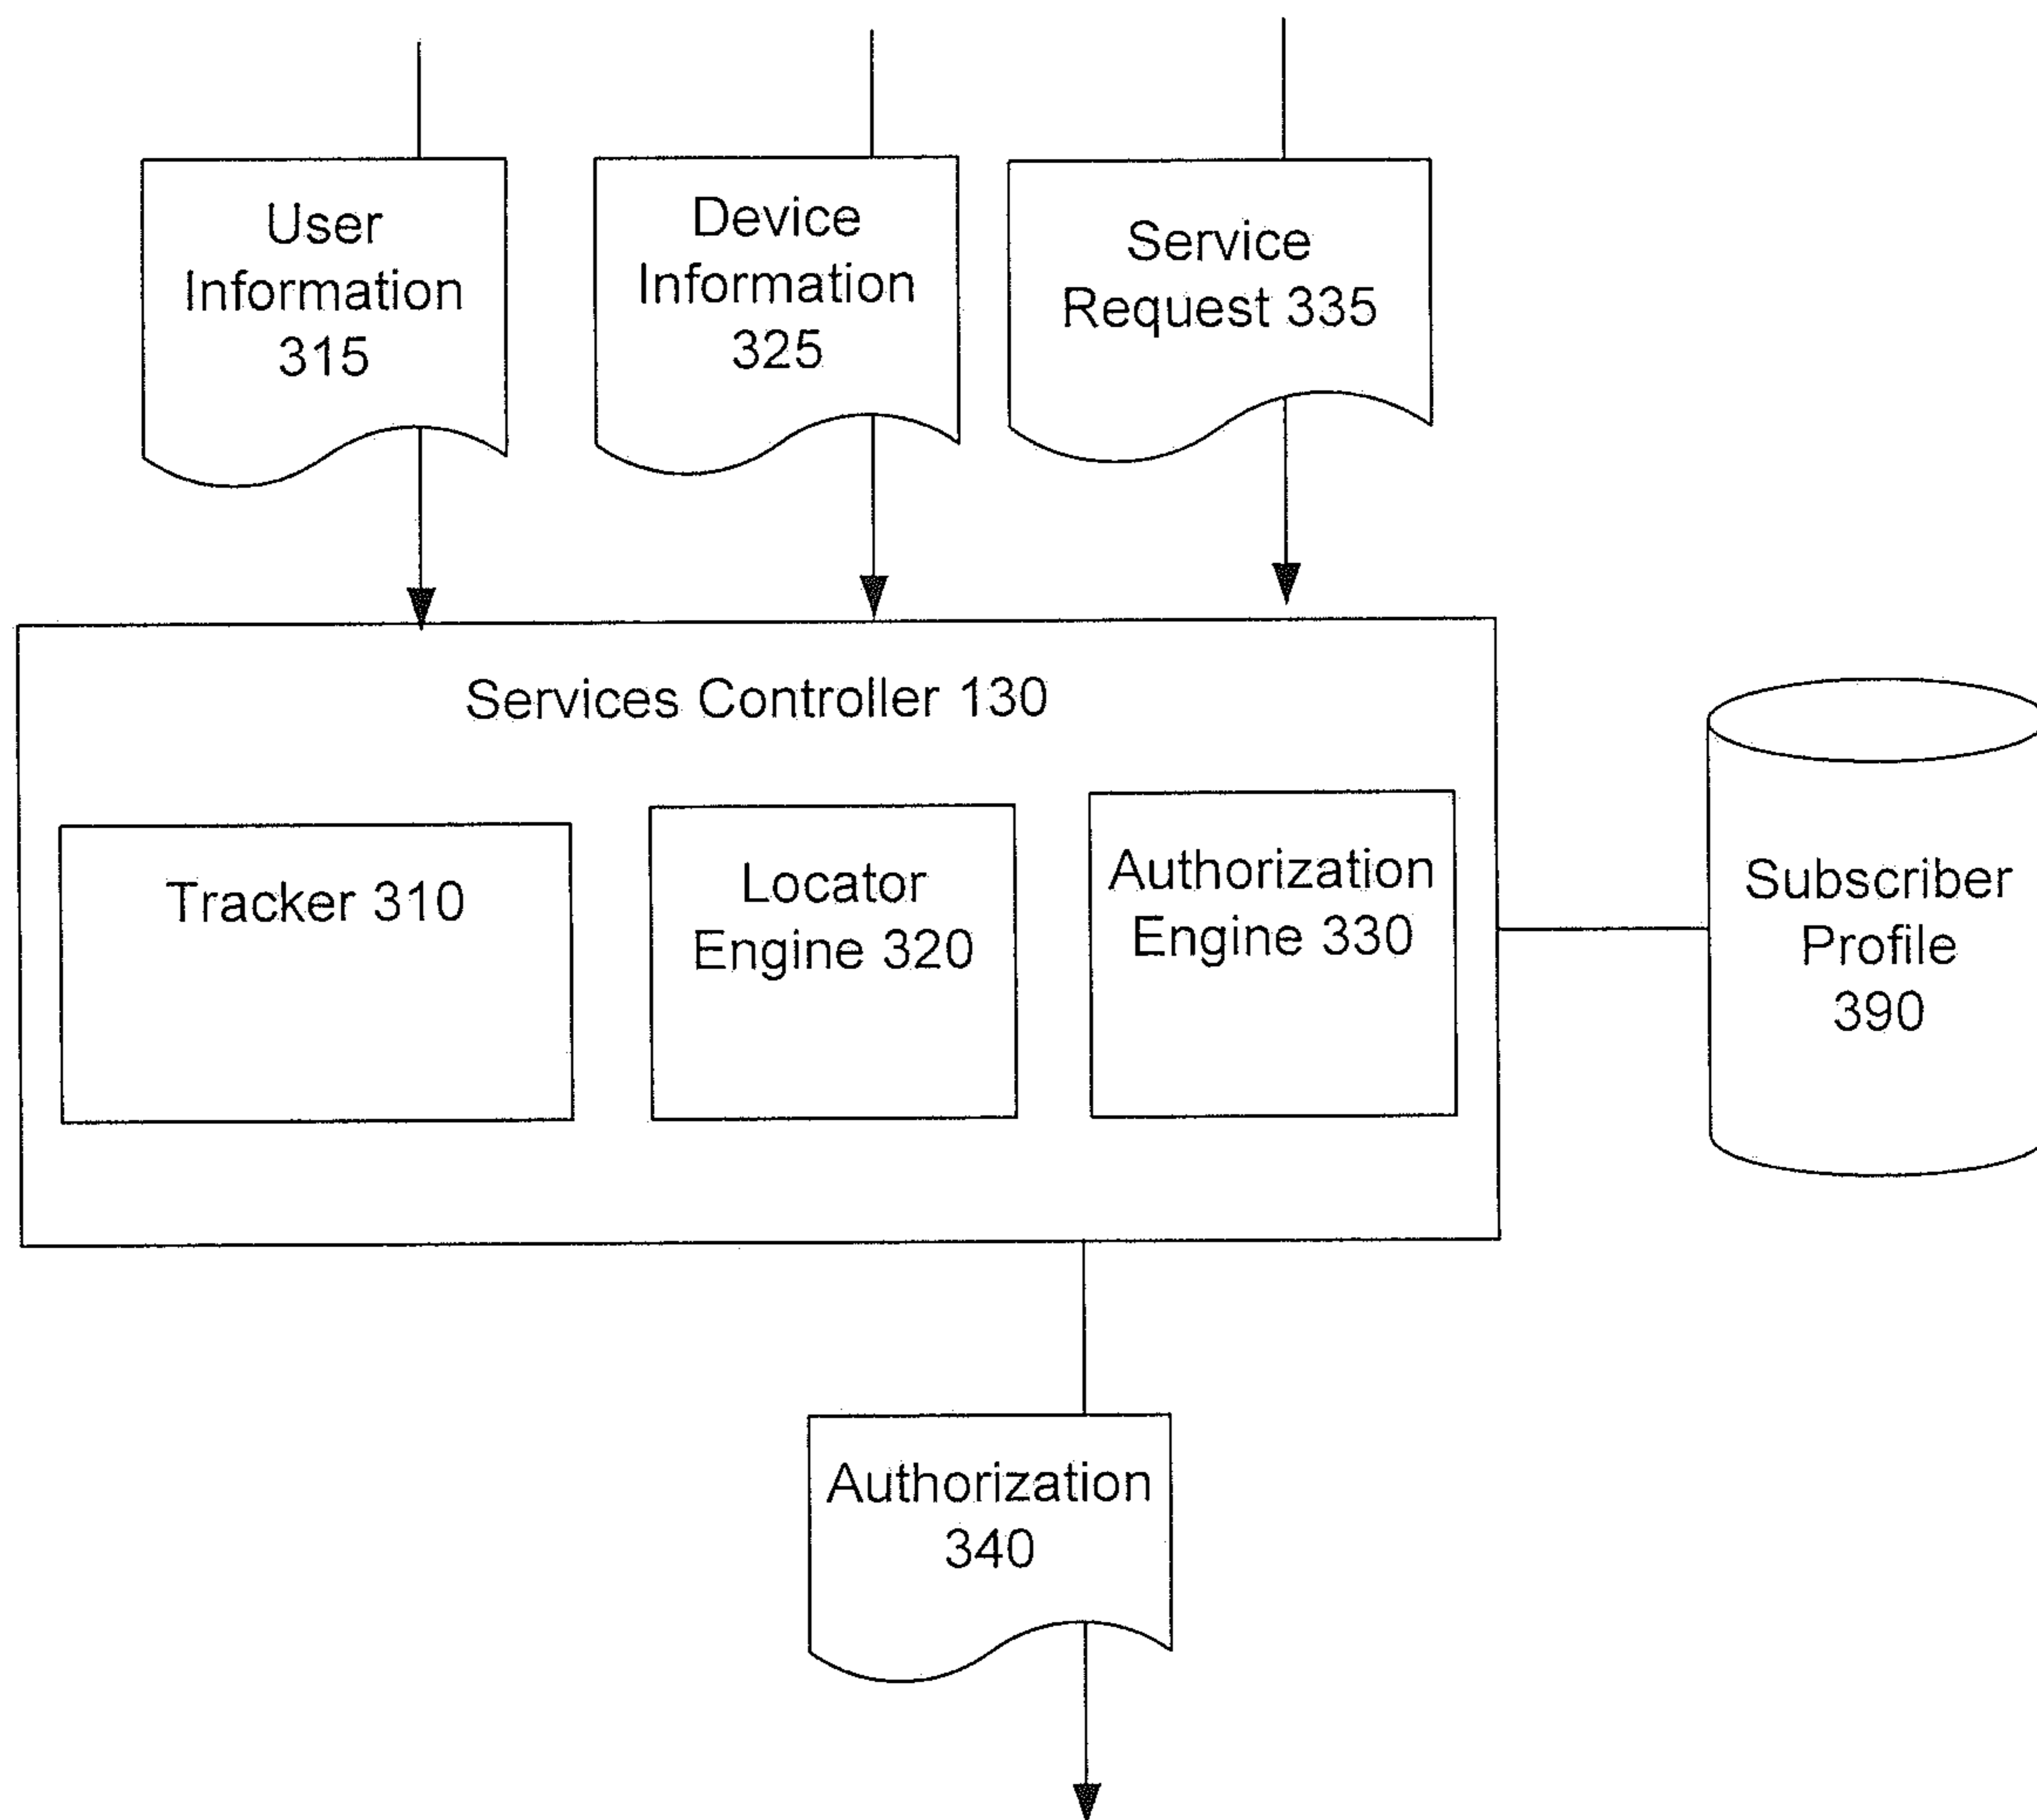 User
Information
315
Device
Information
325
Service
Request 335
Services Controller 130
Tracker 310
Locator
Engine 320
Authorization
Engine 330
Subscriber
Profile
390
Authorization
340